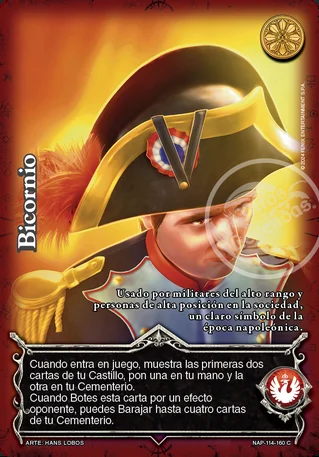 Bicornio
© 2024 FENIX ENTERTAINMENT S.P.A.
Usado por militares del alto rango y
personas de alta posición en la sociedad,
un claro símbolo de la
época napoleónica.
Cuando entra en juego, muestra las primeras dos
cartas de tu Castillo, pon una en tu mano y la
otra en tu Cementerio.
Cuando Botes esta carta por un efecto
oponente, puedes Barajar hasta cuatro cartas
de tu Cementerio.
ARTE: HANS LOBOS
NAP-114-160 C